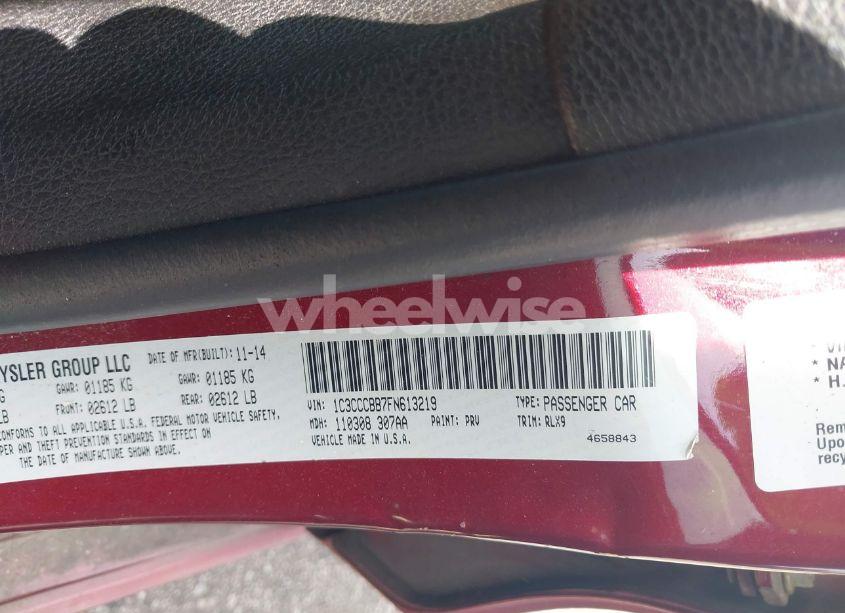 wheelwise
YSLER GROUP LLC
DATE OF MFR(BUILT): 11-14
GAWR: 01185 KG
GAWR: 01185 KG
FRONT: 02612 LB
REAR: 02612 LB
CONFORMS TO ALL APPLICABLE U.S.A. FEDERAL MOTOR VEHICLE SAFETY,
PER AND THEFT PREVENTION STANDARDS IN EFFECT ON
THE DATE OF MANUFACTURE SHOWN ABOVE.
VIN: 1C3CCCBB7FN613219
TYPE: PASSENGER CAR
MDH: 110308 307AA
PAINT: PRV
TRIM: RLX9
VEHICLE MADE IN U.S.A.
4658843
* NA
* H.
Rem
Upo
recy